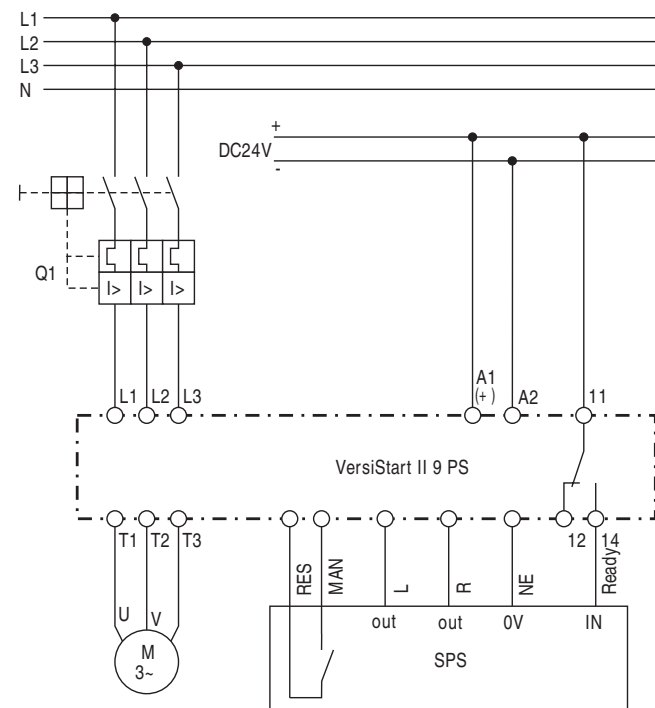 L1
L2
L3
N
+
DC24V
-
Q1
I> I> I>
L1 L2 L3 A1 (+) A2 11
VersiStart II 9 PS
T1 T2 T3 12 14
RES MAN L R NE Ready
U V
M
3~
out out 0V IN
SPS